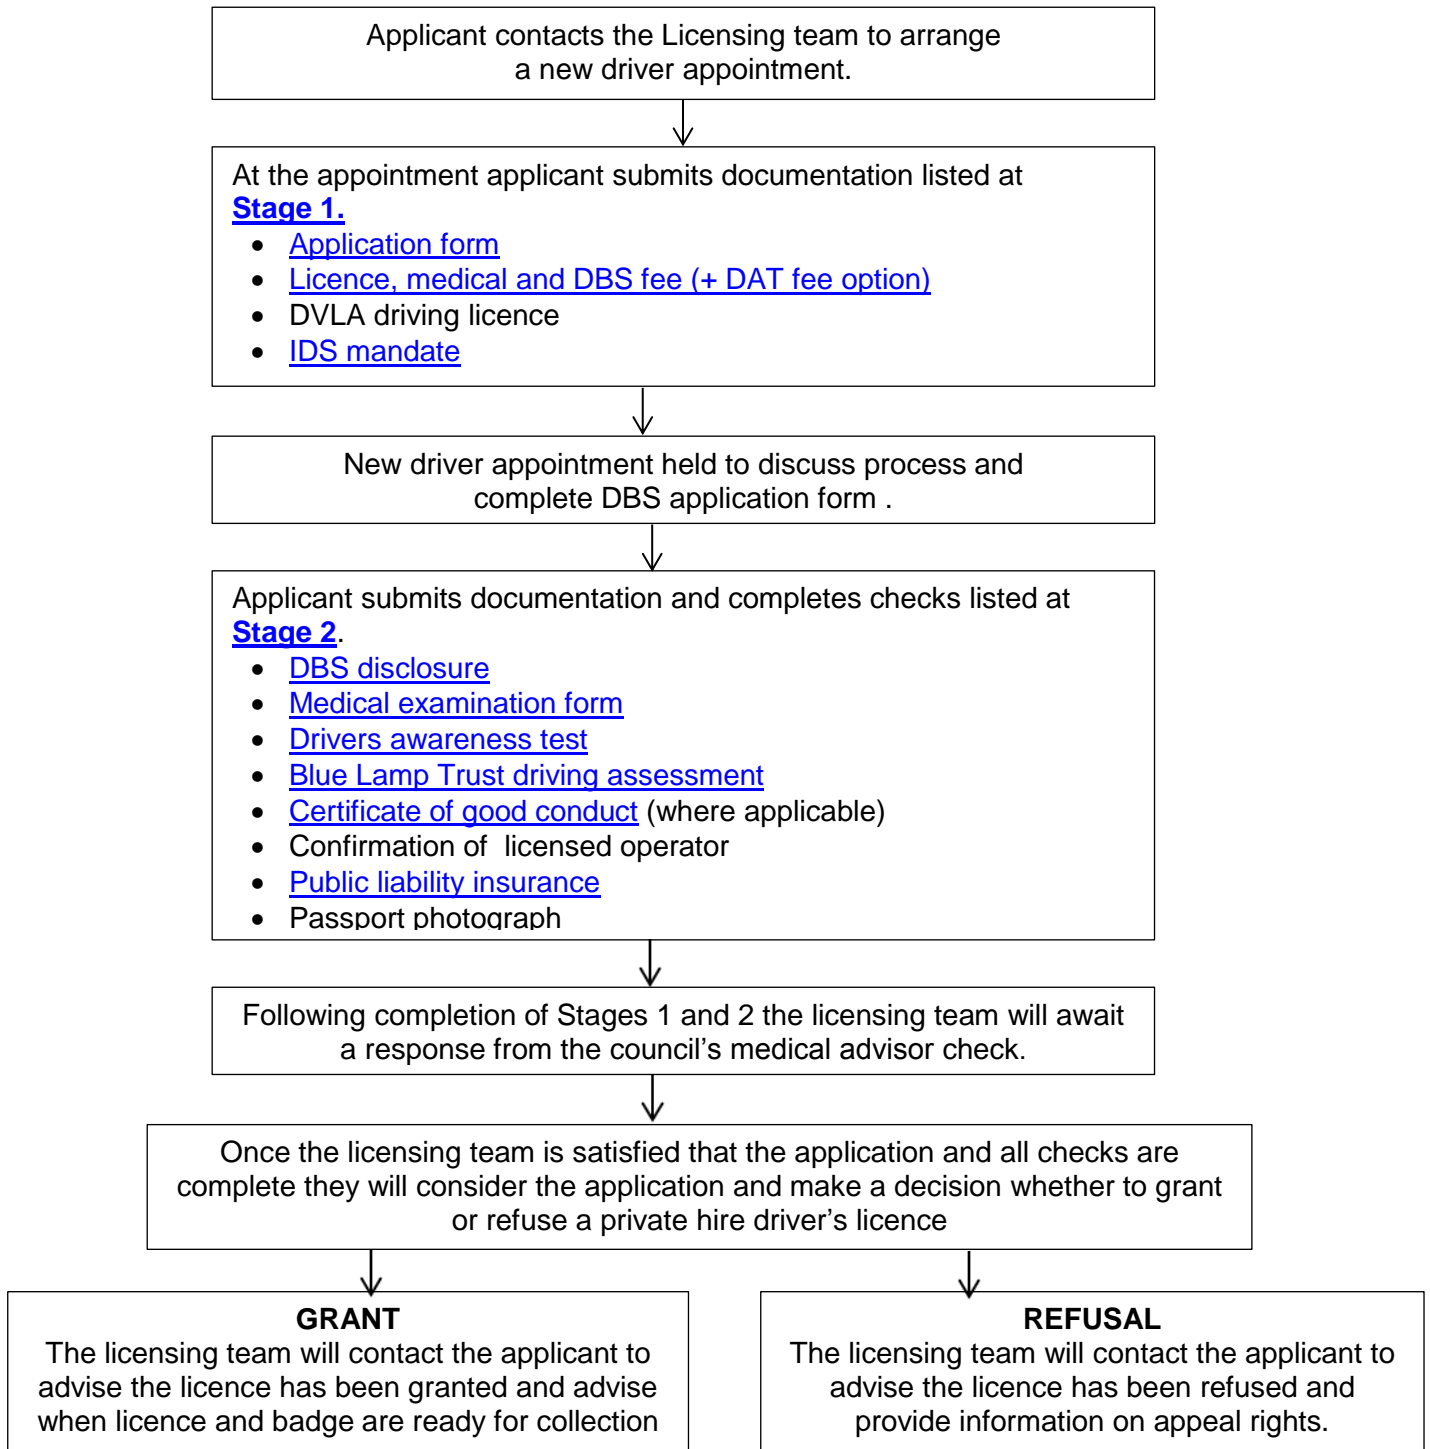 Applicant contacts the Licensing team to arrange
a new driver appointment.
At the appointment applicant submits documentation listed at
Stage 1.
• Application form
• Licence, medical and DBS fee (+ DAT fee option)
• DVLA driving licence
• IDS mandate
New driver appointment held to discuss process and
complete DBS application form .
Applicant submits documentation and completes checks listed at
Stage 2.
• DBS disclosure
• Medical examination form
• Drivers awareness test
• Blue Lamp Trust driving assessment
• Certificate of good conduct (where applicable)
• Confirmation of  licensed operator
• Public liability insurance
• Passport photograph
Following completion of Stages 1 and 2 the licensing team will await
a response from the council’s medical advisor check.
Once the licensing team is satisfied that the application and all checks are
complete they will consider the application and make a decision whether to grant
or refuse a private hire driver’s licence
GRANT
The licensing team will contact the applicant to
advise the licence has been granted and advise
when licence and badge are ready for collection
REFUSAL
The licensing team will contact the applicant to
advise the licence has been refused and
provide information on appeal rights.